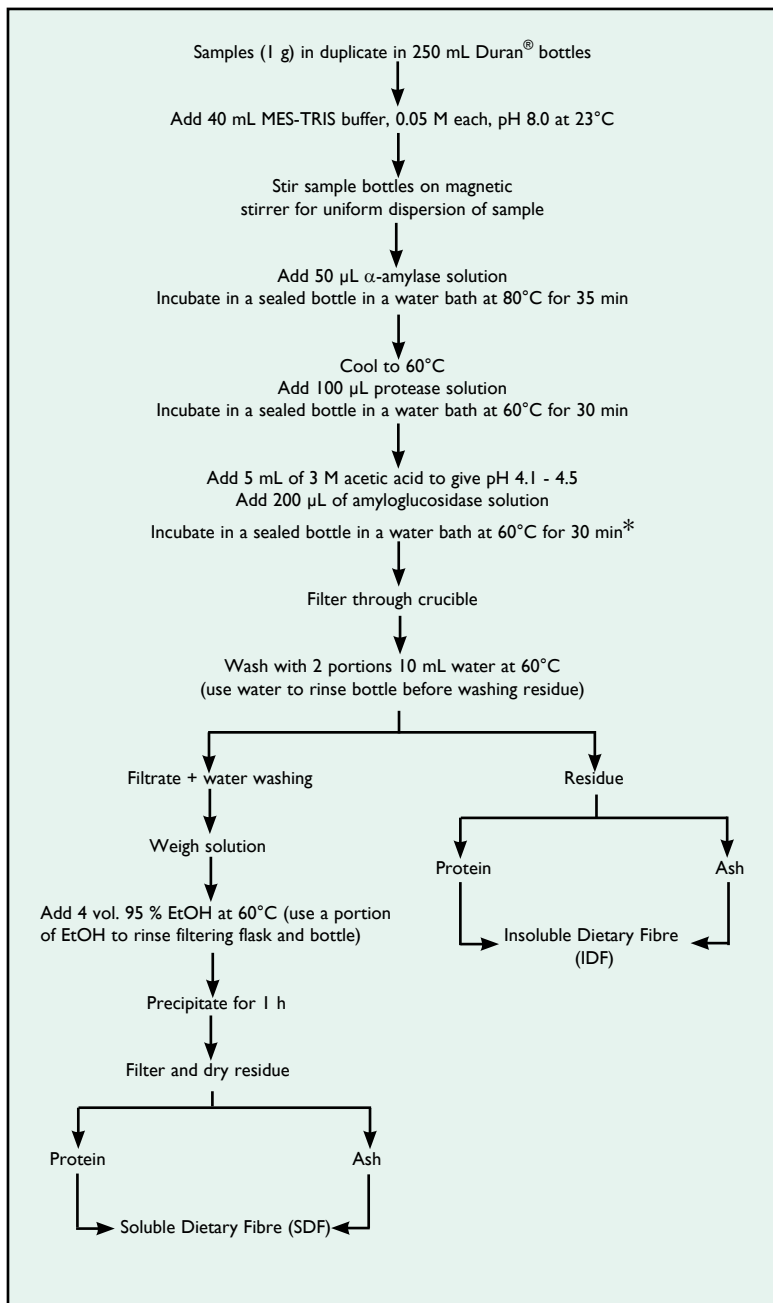 Samples (1 g) in duplicate in 250 mL Duran® bottles
Add 40 mL MES-TRIS buffer, 0.05 M each, pH 8.0 at 23°C
Stir sample bottles on magnetic
stirrer for uniform dispersion of sample
Add 50 µL α-amylase solution
Incubate in a sealed bottle in a water bath at 80°C for 35 min
Cool to 60°C
Add 100 µL protease solution
Incubate in a sealed bottle in a water bath at 60°C for 30 min
Add 5 mL of 3 M acetic acid to give pH 4.1 - 4.5
Add 200 µL of amyloglucosidase solution
Incubate in a sealed bottle in a water bath at 60°C for 30 min*
Filter through crucible
Wash with 2 portions 10 mL water at 60°C
(use water to rinse bottle before washing residue)
Filtrate + water washing
Residue
Weigh solution
Protein
Ash
Add 4 vol. 95 % EtOH at 60°C (use a portion
of EtOH to rinse filtering flask and bottle)
Insoluble Dietary Fibre
(IDF)
Precipitate for 1 h
Filter and dry residue
Protein
Ash
Soluble Dietary Fibre (SDF)